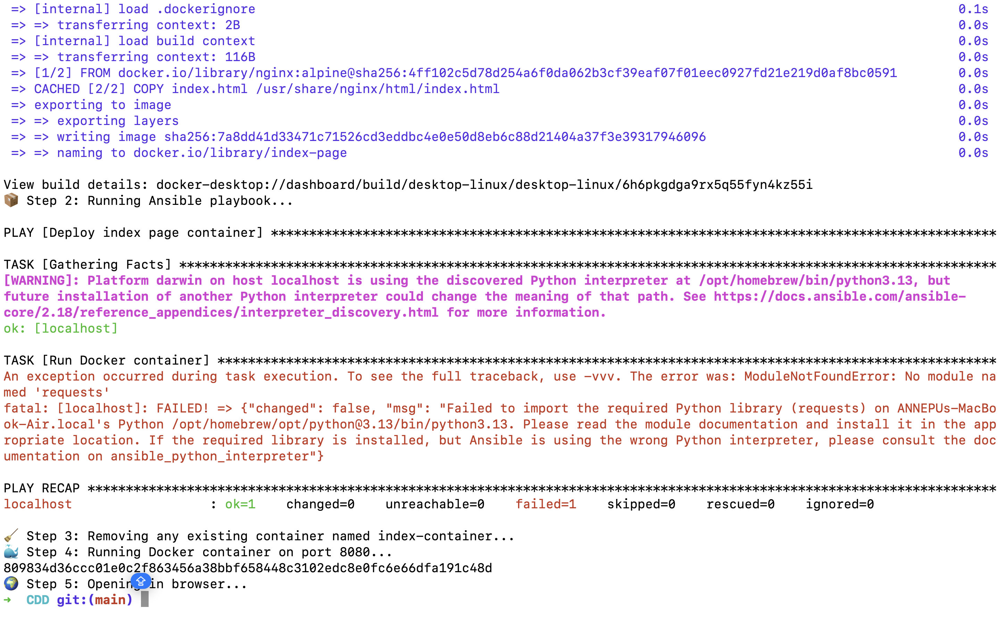 => [internal] load .dockerignore 0.1s
=> => transferring context: 2B 0.0s
=> [internal] load build context 0.0s
=> => transferring context: 116B 0.0s
=> [1/2] FROM docker.io/library/nginx:alpine@sha256:4ff102c5d78d254a6f0da062b3cf39eaf07f01eec0927fd21e219d0af8bc0591 0.0s
=> CACHED [2/2] COPY index.html /usr/share/nginx/html/index.html 0.0s
=> exporting to image 0.0s
=> => exporting layers 0.0s
=> => writing image sha256:7a8dd41d33471c71526cd3eddbc4e0e50d8eb6c88d21404a37f3e39317946096 0.0s
=> => naming to docker.io/library/index-page 0.0s
View build details: docker-desktop://dashboard/build/desktop-linux/desktop-linux/6h6pkgdga9rx5q55fyn4kz55i
📦 Step 2: Running Ansible playbook...
PLAY [Deploy index page container] ***********************************************************************************************
TASK [Gathering Facts] ***********************************************************************************************************
[WARNING]: Platform darwin on host localhost is using the discovered Python interpreter at /opt/homebrew/bin/python3.13, but
future installation of another Python interpreter could change the meaning of that path. See https://docs.ansible.com/ansible-
core/2.18/reference_appendices/interpreter_discovery.html for more information.
ok: [localhost]
TASK [Run Docker container] ******************************************************************************************************
An exception occurred during task execution. To see the full traceback, use -vvv. The error was: ModuleNotFoundError: No module na
med 'requests'
fatal: [localhost]: FAILED! => {"changed": false, "msg": "Failed to import the required Python library (requests) on ANNEPUs-MacBo
ok-Air.local's Python /opt/homebrew/opt/python@3.13/bin/python3.13. Please read the module documentation and install it in the app
ropriate location. If the required library is installed, but Ansible is using the wrong Python interpreter, please consult the doc
umentation on ansible_python_interpreter"}
PLAY RECAP ***********************************************************************************************************************
localhost : ok=1 changed=0 unreachable=0 failed=1 skipped=0 rescued=0 ignored=0
🧹 Step 3: Removing any existing container named index-container...
🐳 Step 4: Running Docker container on port 8080...
809834d36ccc01e0c2f863456a38bbf658448c3102edc8e0fc6e66dfa191c48d
🌍 Step 5: Opening in browser...
➜ CDD git:(main)